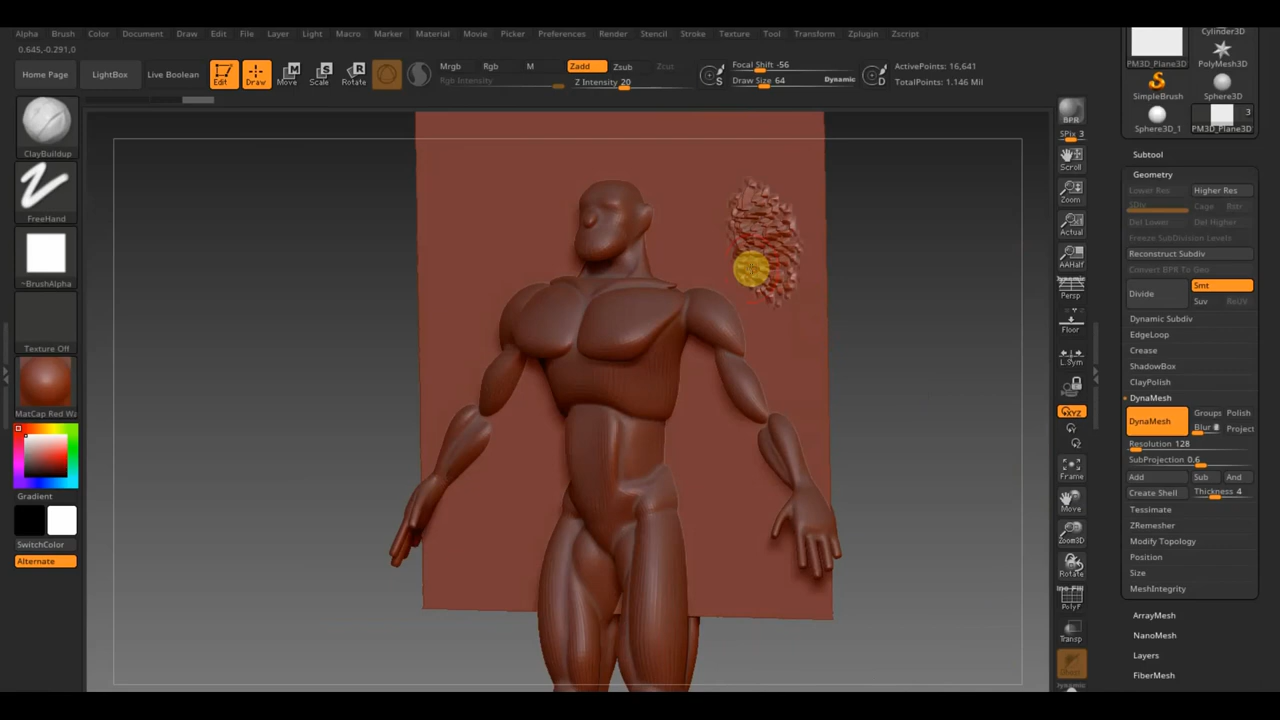 Alpha Brush Color Document Draw Edit File Layer Light Macro Marker Material Movie Picker Preferences Render Stencil Stroke Texture Tool Transform Zplugin Zscript
0.645,-0.291,0
Home Page LightBox Live Boolean Edit Draw Move Scale Rotate
Mrgb Rgb M Zadd Zsub Zcut
Rgb Intensity Z Intensity 20
Focal Shift -56
Draw Size 64 Dynamic
ActivePoints: 16,641
TotalPoints: 1.146 Mil
ClayBuildup
FreeHand
~BrushAlpha
Texture Off
MatCap Red Wa
Gradient
SwitchColor
Alternate
BPR
SPix 3
Scroll
Zoom
Actual
AAHalf
Dynamic
Persp
Floor
L.Sym
XYZ
Frame
Move
Zoom3D
Rotate
PolyF
Transp
Dynamic
Cylinder3D
PM3D_Plane3D PolyMesh3D
SimpleBrush Sphere3D
3
Sphere3D_1 PM3D_Plane3D
Subtool
Geometry
Lower Res Higher Res
SDiv Cage Rstr
Del Lower Del Higher
Freeze SubDivision Levels
Reconstruct Subdiv
Convert BPR To Geo
Divide Smt
Suv ReUV
Dynamic Subdiv
EdgeLoop
Crease
ShadowBox
ClayPolish
DynaMesh
DynaMesh Groups Polish
Blur Project
Resolution 128
SubProjection 0.6
Add Sub And
Create Shell Thickness 4
Tessimate
ZRemesher
Modify Topology
Position
Size
MeshIntegrity
ArrayMesh
NanoMesh
Layers
FiberMesh